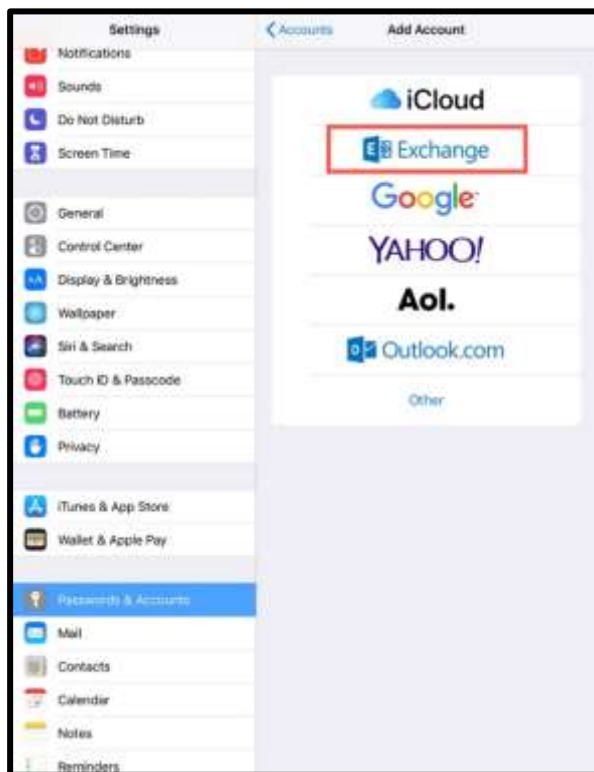 Settings
Accounts
Add Account
Notifications
Sounds
Do Not Disturb
Screen Time
General
Control Center
Display & Brightness
Wallpaper
Siri & Search
Touch ID & Passcode
Battery
Privacy
iTunes & App Store
Wallet & Apple Pay
Passwords & Accounts
Mail
Contacts
Calendar
Notes
Reminders
iCloud
Exchange
Google
YAHOO!
Aol.
Outlook.com
Other